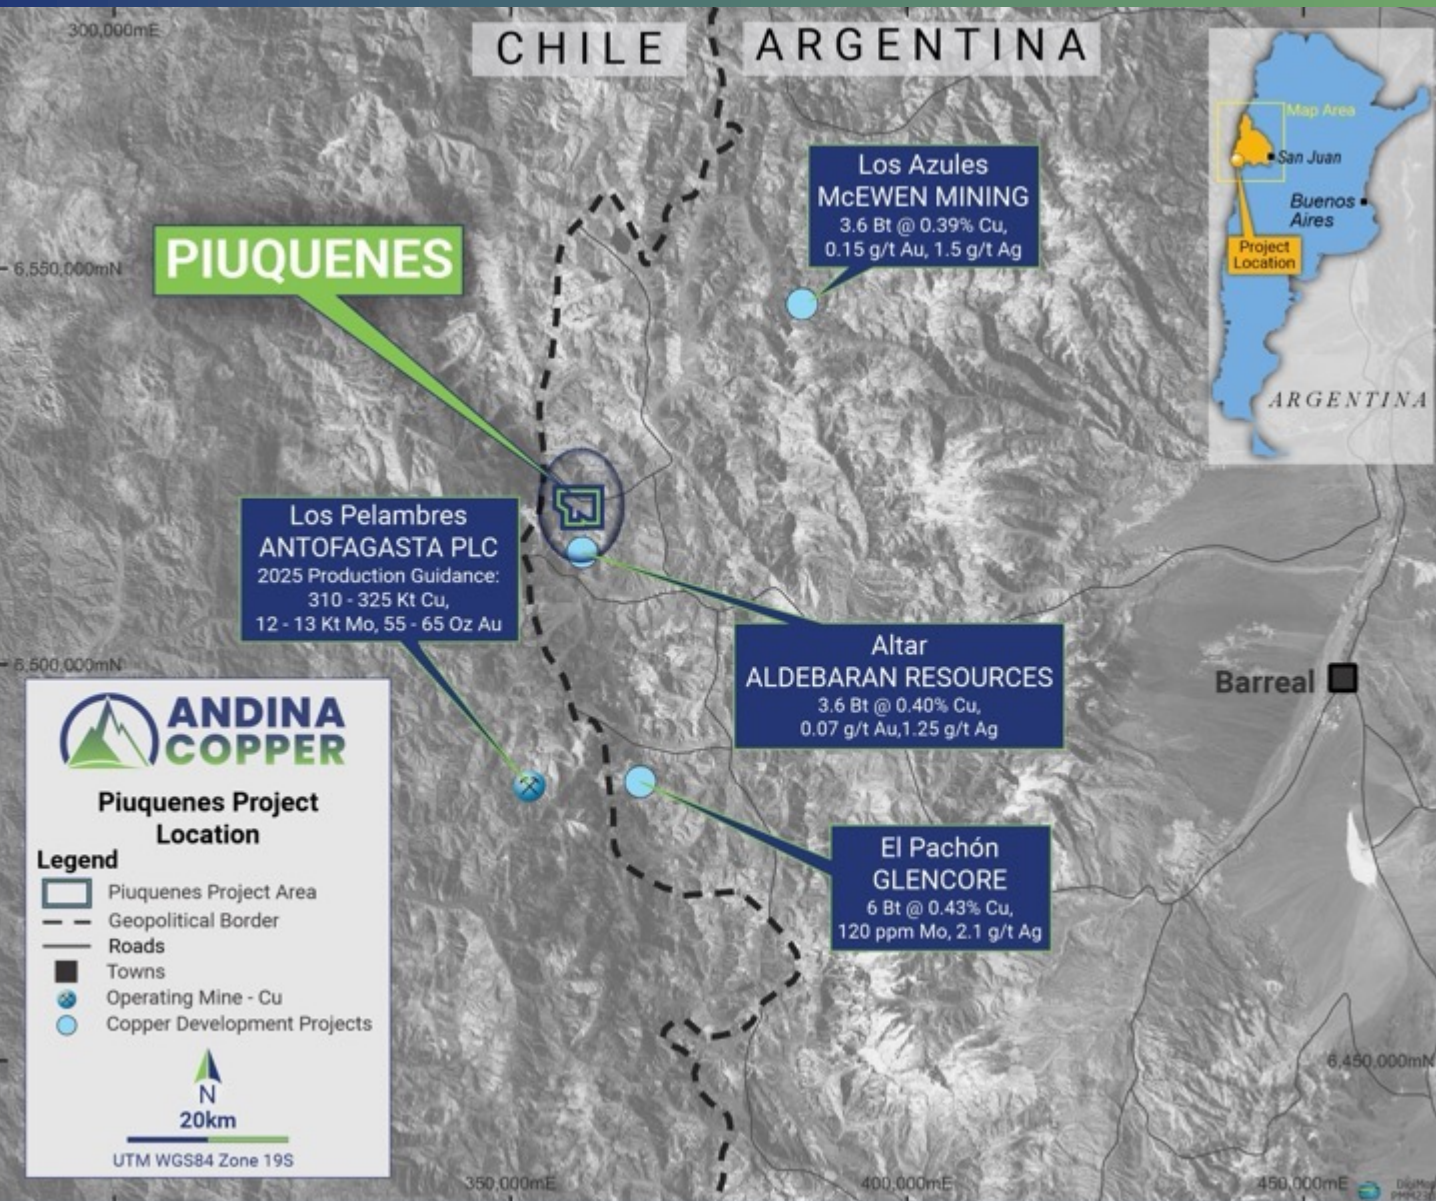 300,000mE
CHILE
ARGENTINA
Map Area
San Juan
Buenos
Aires
Project
Location
ARGENTINA
Los Azules
McEWEN MINING
3.6 Bt @ 0.39% Cu,
0.15 g/t Au, 1.5 g/t Ag
PIUQUENES
6,550,000mN
Los Pelambres
ANTOFAGASTA PLC
2025 Production Guidance:
310 - 325 Kt Cu,
12 - 13 Kt Mo, 55 - 65 Oz Au
Altar
ALDEBARAN RESOURCES
3.6 Bt @ 0.40% Cu,
0.07 g/t Au,1.25 g/t Ag
Barreal
6,500,000mN
El Pachón
GLENCORE
6 Bt @ 0.43% Cu,
120 ppm Mo, 2.1 g/t Ag
ANDINA
COPPER
Piuquenes Project
Location
Legend
Piuquenes Project Area
Geopolitical Border
Roads
Towns
Operating Mine - Cu
Copper Development Projects
N
20km
UTM WGS84 Zone 19S
6,450,000mN
350,000mE
400,000mE
450,000mE